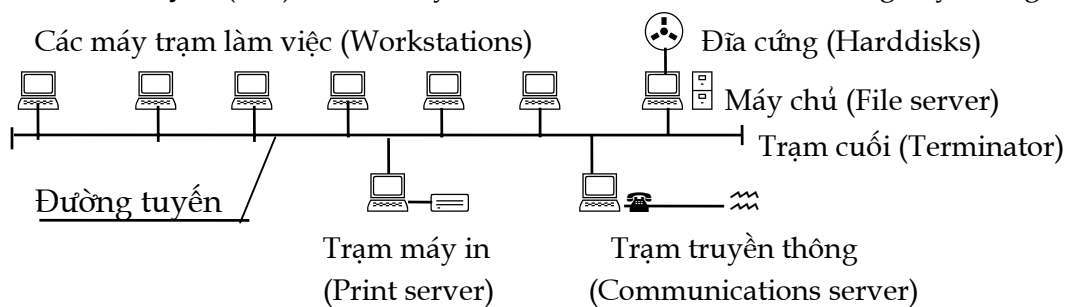 Các máy trạm làm việc (Workstations)
Đĩa cứng (Harddisks)
Máy chủ (File server)
Trạm cuối (Terminator)
Đường tuyến
Trạm máy in
(Print server)
Trạm truyền thông
(Communications server)